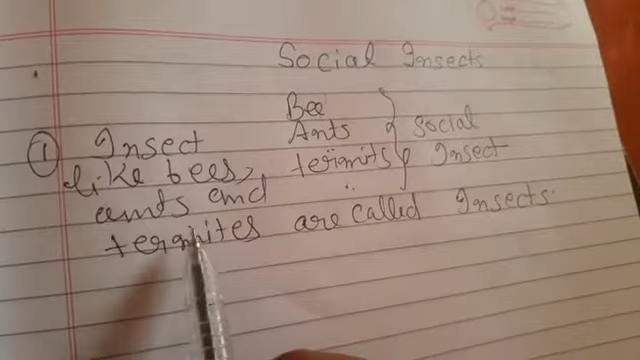 Social Insects
Bee
Ants } social
termits } Insect
① Insect
like bees,
ants and
termites are called Insects.